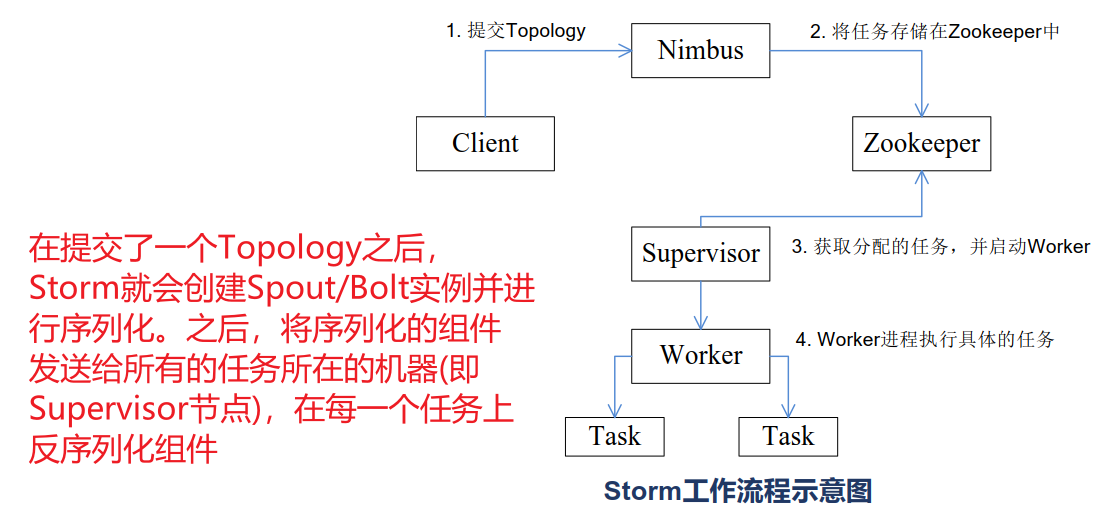 1. 提交Topology
2. 将任务存储在Zookeeper中
Nimbus
Client
Zookeeper
在提交了一个Topology之后，
Storm就会创建Spout/Bolt实例并进
行序列化。之后，将序列化的组件
发送给所有的任务所在的机器(即
Supervisor节点)，在每一个任务上
反序列化组件
Supervisor
3. 获取分配的任务，并启动Worker
Worker
4. Worker进程执行具体的任务
Task
Task
Storm工作流程示意图